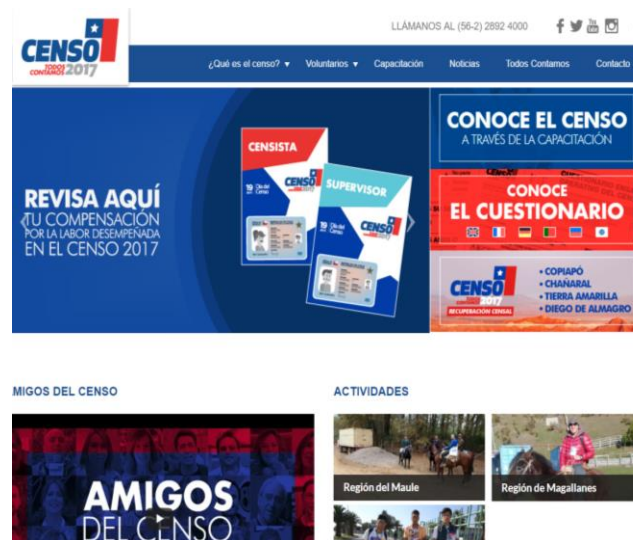 LLÁMANOS AL (56-2) 2892 4000
CENSO
TODOS
CONTAMOS 2017
¿Qué es el censo? Voluntarios Capacitación Noticias Todos Contamos Contacto
REVISA AQUÍ
TU COMPENSACIÓN
POR LA LABOR DESEMPEÑADA
EN EL CENSO 2017
CENSISTA
CENSO
SUPERVISOR
CENSO
CONOCE EL CENSO
A TRAVÉS DE LA CAPACITACIÓN
CONOCE
EL CUESTIONARIO
CENSO
2017
RECUPERACIÓN CENSAL
• COPIAPÓ
• CHAÑARAL
• TIERRA AMARILLA
• DIEGO DE ALMAGRO
MIGOS DEL CENSO
AMIGOS
DEL CENSO
ACTIVIDADES
Región del Maule
Región de Magallanes